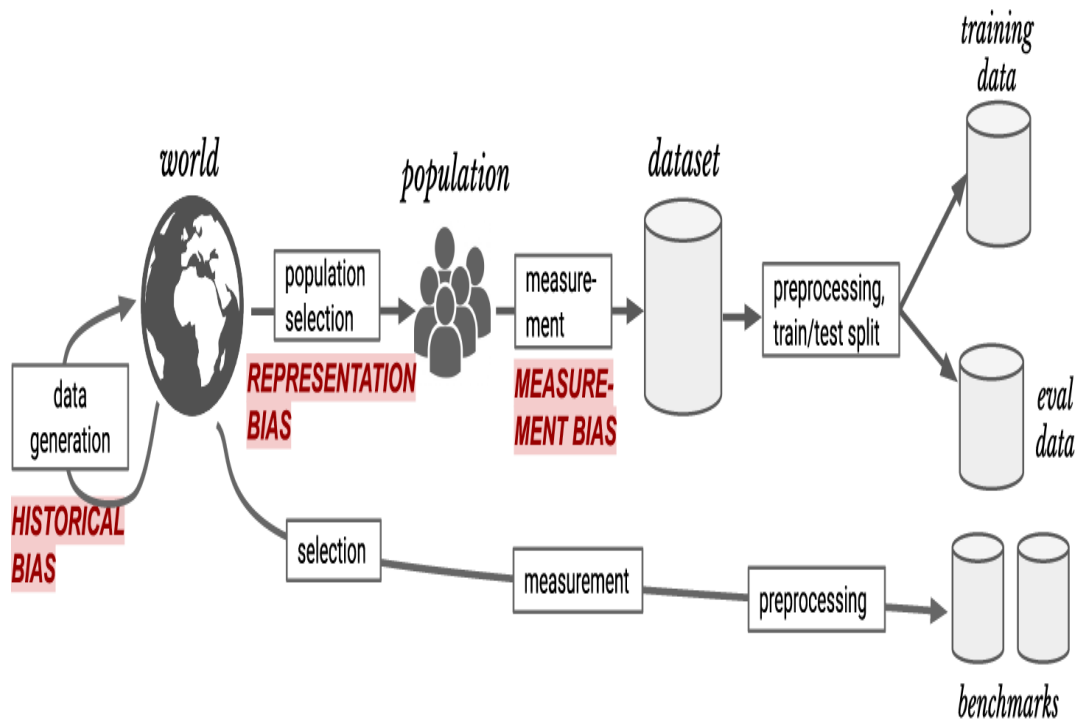 training
data
world
population
dataset
population
selection
measure-
ment
preprocessing,
train/test split
REPRESENTATION
BIAS
MEASURE-
MENT BIAS
data
generation
eval
data
HISTORICAL
BIAS
selection
measurement
preprocessing
benchmarks